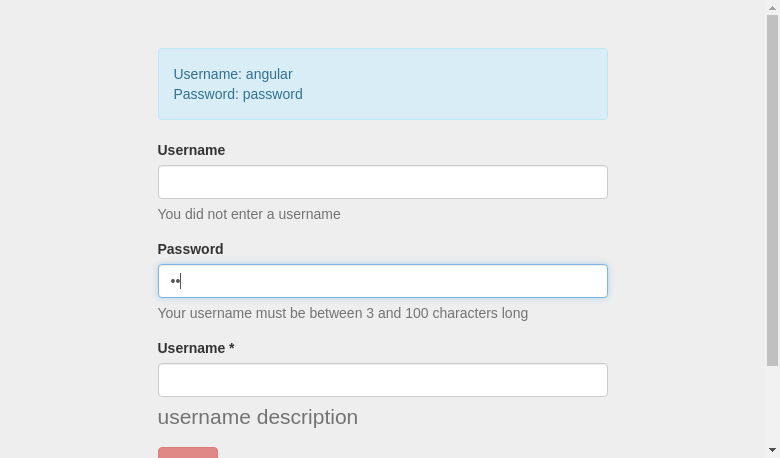 Username: angular
Password: password
Username
You did not enter a username
Password
••
Your username must be between 3 and 100 characters long
Username *
username description